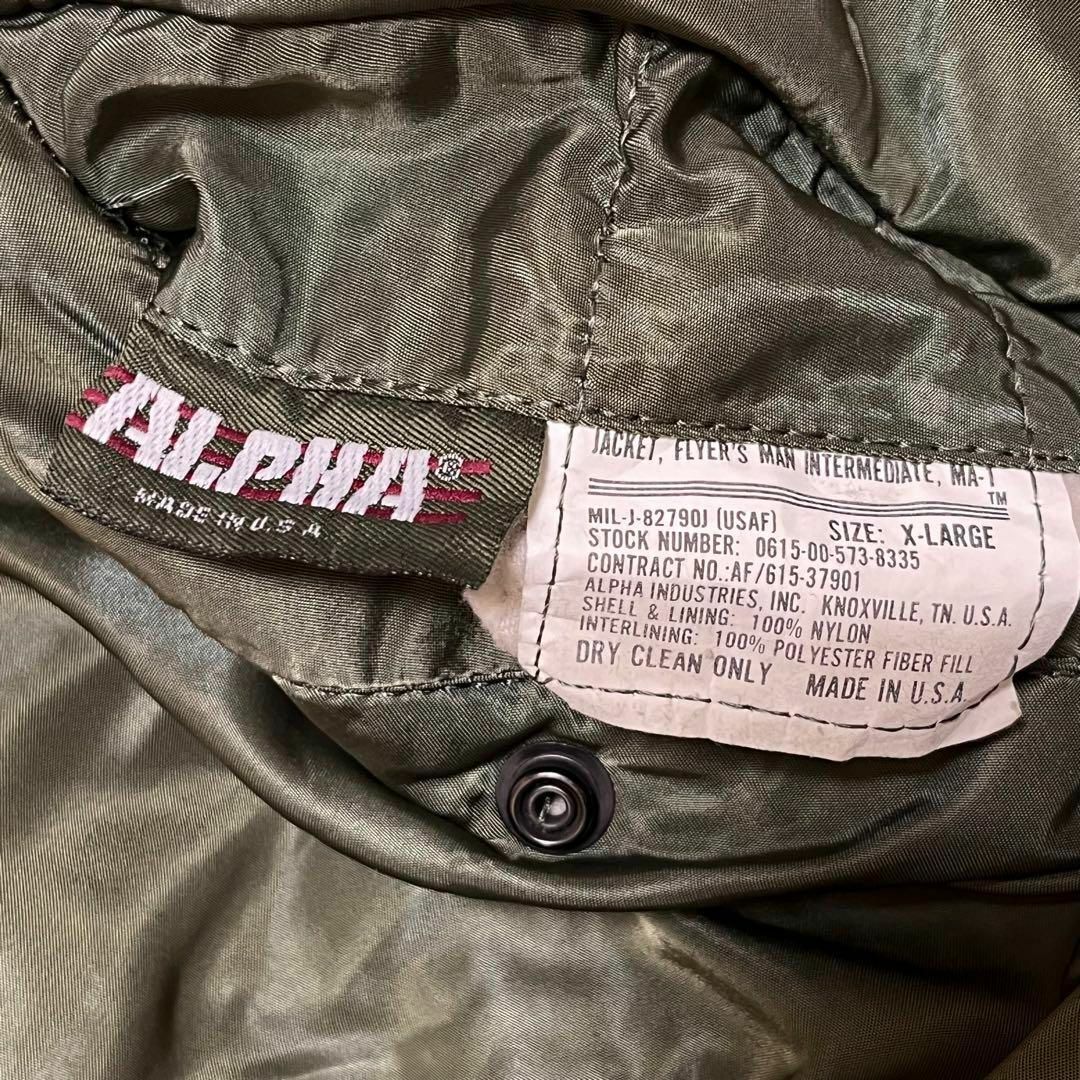 ALPHA®
MADE IN U.S.A
JACKET, FLYER'S MAN INTERMEDIATE, MA-1
TM
MIL-J-82790J (USAF) SIZE: X-LARGE
STOCK NUMBER: 0615-00-573-8335
CONTRACT NO.:AF/615-37901
ALPHA INDUSTRIES, INC. KNOXVILLE, TN. U.S.A.
SHELL & LINING: 100% NYLON
INTERLINING: 100% POLYESTER FIBER FILL
DRY CLEAN ONLY MADE IN U.S.A.